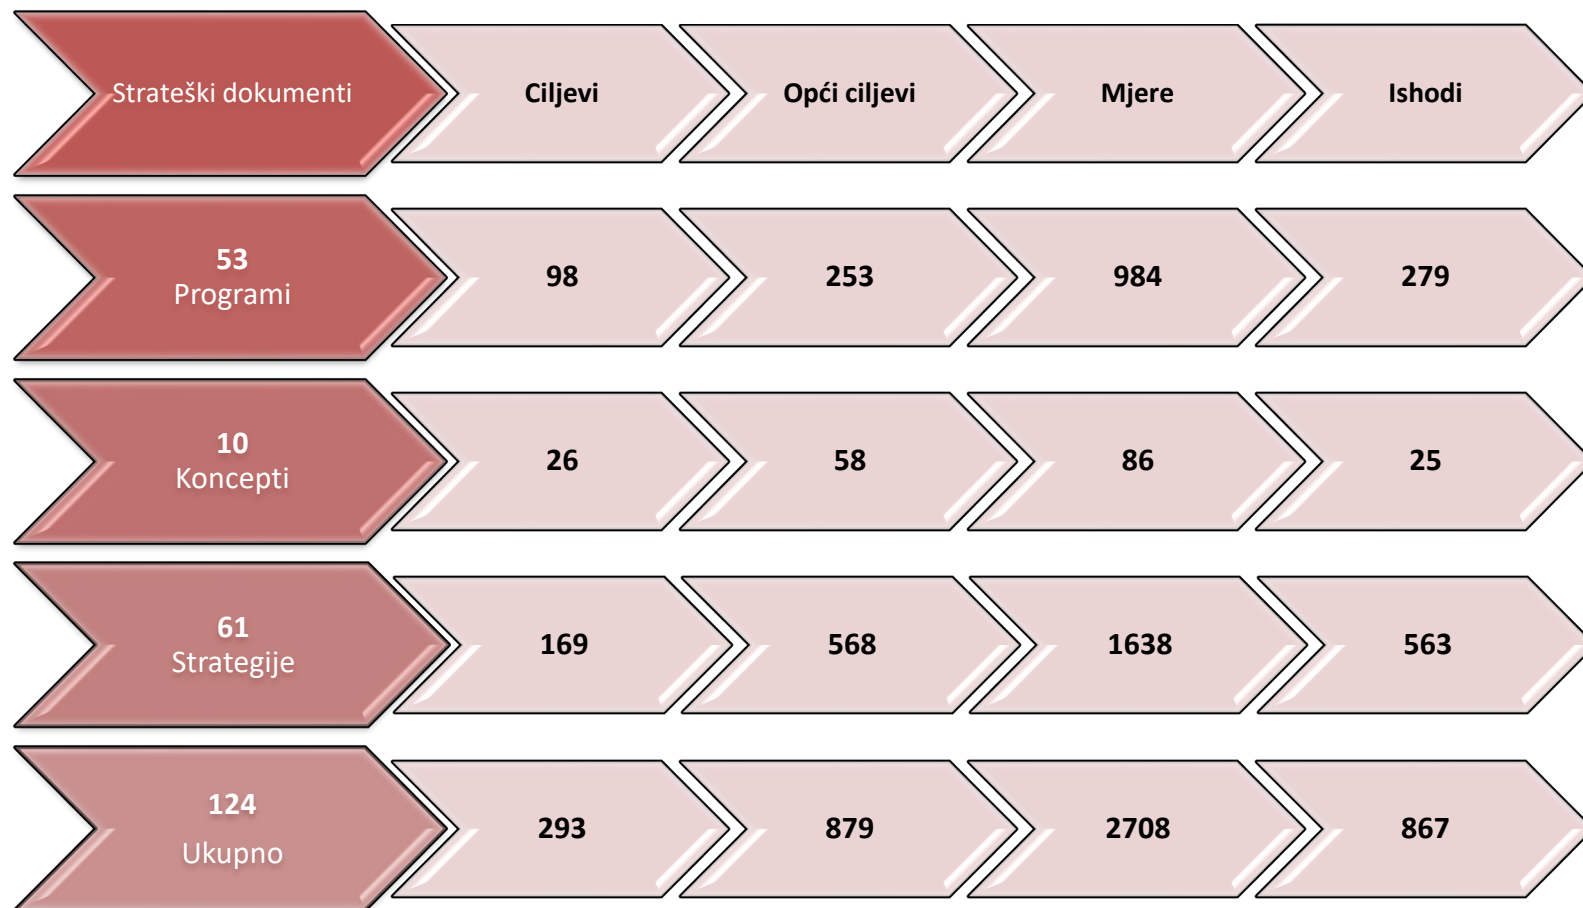 Strateški dokumenti
Ciljevi
Opći ciljevi
Mjere
Ishodi
53
Programi
98
253
984
279
10
Koncepti
26
58
86
25
61
Strategije
169
568
1638
563
124
Ukupno
293
879
2708
867